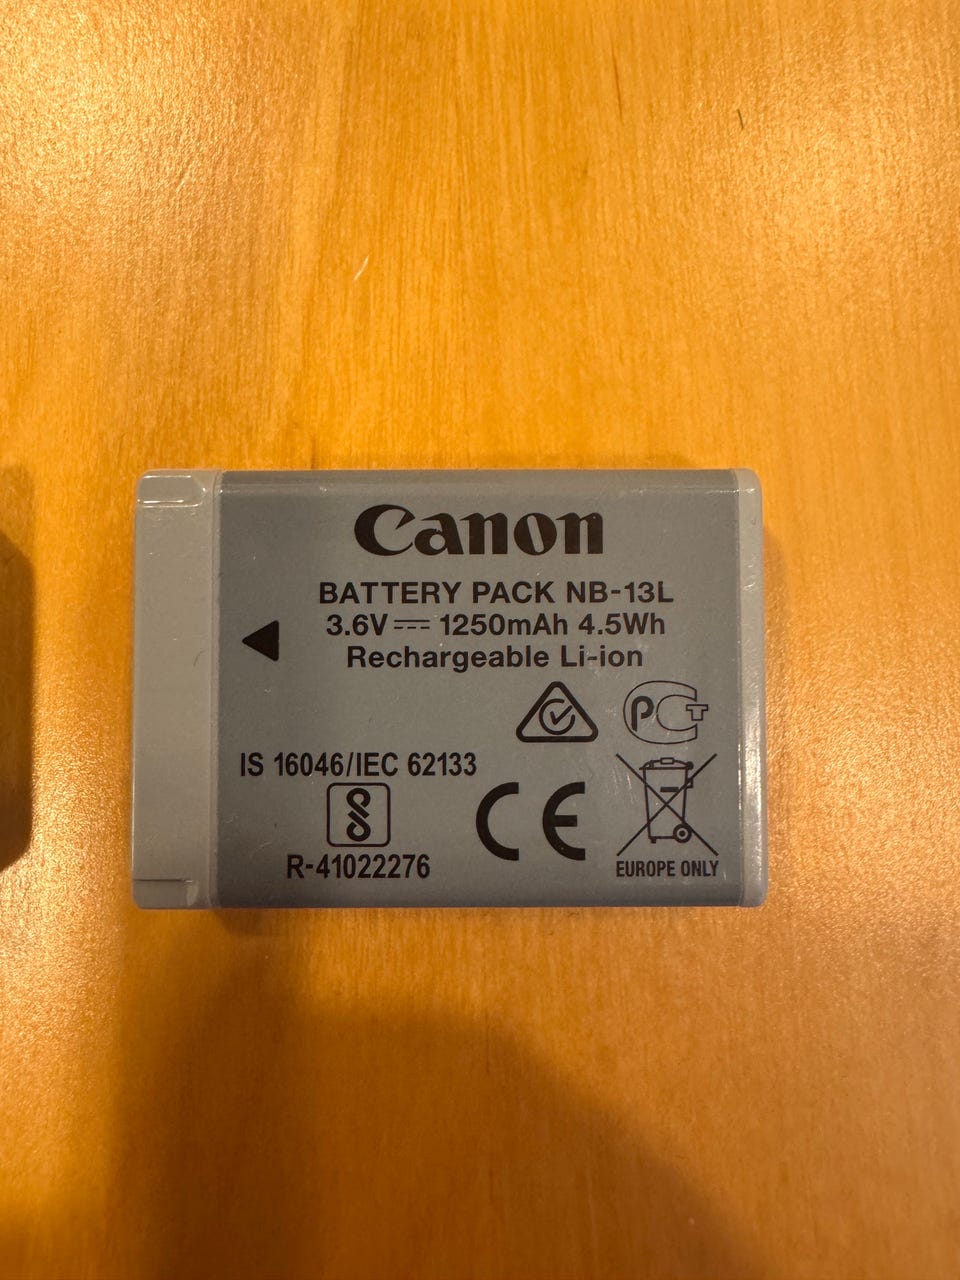 Canon
BATTERY PACK NB-13L
3.6V⎓1250mAh 4.5Wh
Rechargeable Li-ion
PCT
IS 16046/IEC 62133
R-41022276
CE
EUROPE ONLY